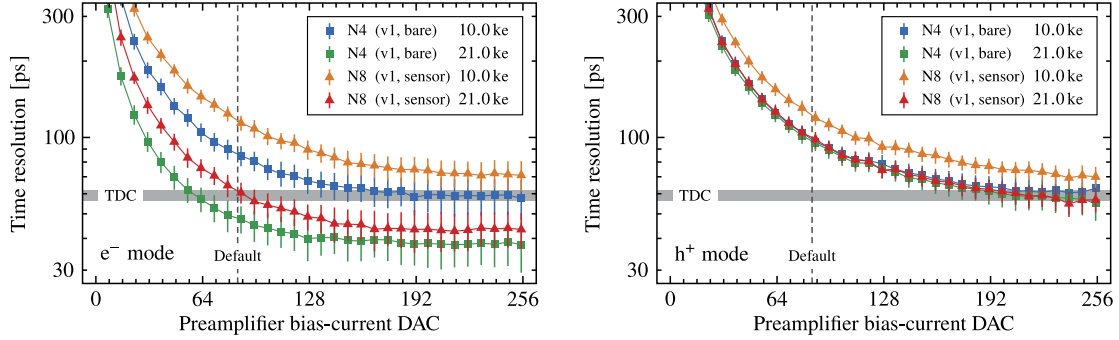 Time resolution [ps]
300
100
30
TDC
N4 (v1, bare) 10.0 ke
N4 (v1, bare) 21.0 ke
N8 (v1, sensor) 10.0 ke
N8 (v1, sensor) 21.0 ke
e⁻ mode
Default
0 64 128 192 256
Preamplifier bias-current DAC
Time resolution [ps]
300
100
30
TDC
N4 (v1, bare) 10.0 ke
N4 (v1, bare) 21.0 ke
N8 (v1, sensor) 10.0 ke
N8 (v1, sensor) 21.0 ke
h⁺ mode
Default
0 64 128 192 256
Preamplifier bias-current DAC